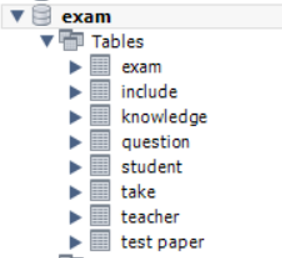 exam
Tables
exam
include
knowledge
question
student
take
teacher
test paper